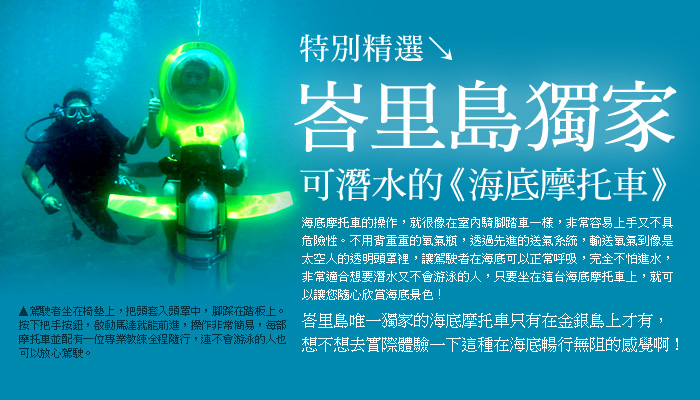 特別精選↘
峇里島獨家
可潛水的《海底摩托車》
海底摩托車的操作，就很像在室內騎腳踏車一樣，非常容易上手又不具
危險性。不用背重重的氧氣瓶，透過先進的送氣系統，輸送氧氣到像是
太空人的透明頭罩裡，讓駕駛者在海底可以正常呼吸，完全不怕進水，
非常適合想要潛水又不會游泳的人，只要坐在這台海底摩托車上，就可
以讓您隨心欣賞海底景色！
峇里島唯一獨家的海底摩托車只有在金銀島上才有，
想不想去實際體驗一下這種在海底暢行無阻的感覺啊！
▲駕駛者坐在椅墊上，把頭套入頭罩中，腳踩在踏板上。
按下把手按鈕，啟動馬達就能前進，操作非常簡易，每部
摩托車並配有一位專業教練全程隨行，連不會游泳的人也
可以放心駕駛。